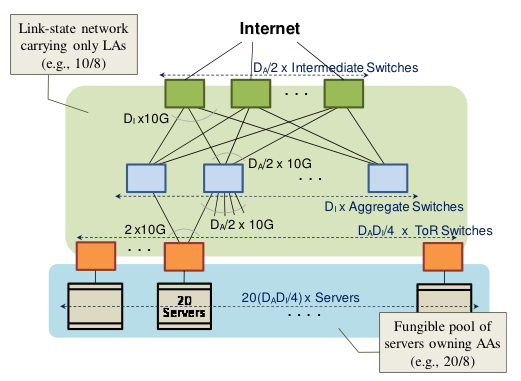 Internet
Link-state network
carrying only LAs
(e.g., 10/8)
DA/2 x Intermediate Switches
. . .
DI x10G
DA/2 x 10G
. . .
DI x Aggregate Switches
DA/2 x 10G
2 x10G
DADI/4 x ToR Switches
. . .
20
Servers
20(DADI/4) x Servers
. . . .
Fungible pool of
servers owning AAs
(e.g., 20/8)